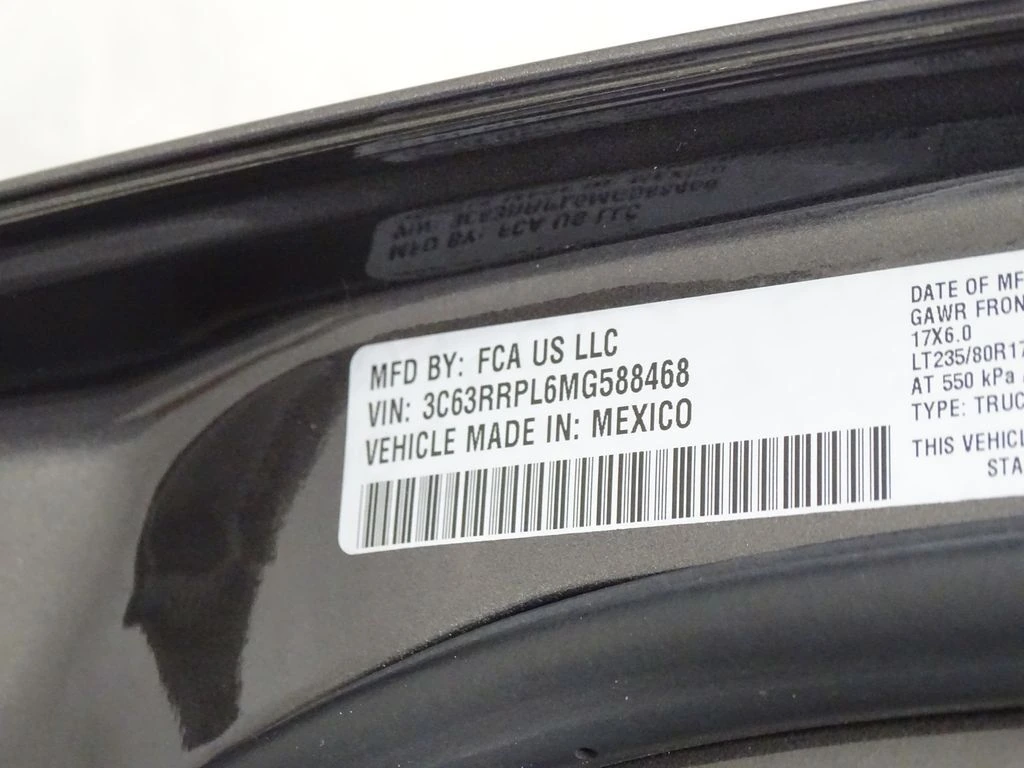 MFD BY: FCA US LLC
VIN: 3C63RRPL6MG588468
VEHICLE MADE IN: MEXICO
DATE OF MF
GAWR FRON
17X6.0
LT235/80R17
AT 550 kPa
TYPE: TRUC
THIS VEHICL
STA